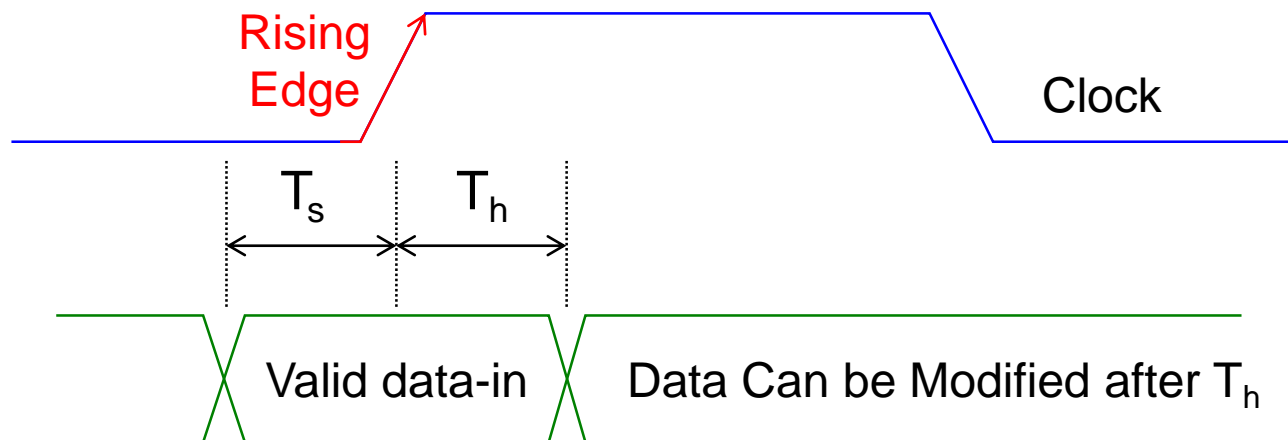 Rising
Edge
Clock
Ts
Th
Valid data-in
Data Can be Modified after Th